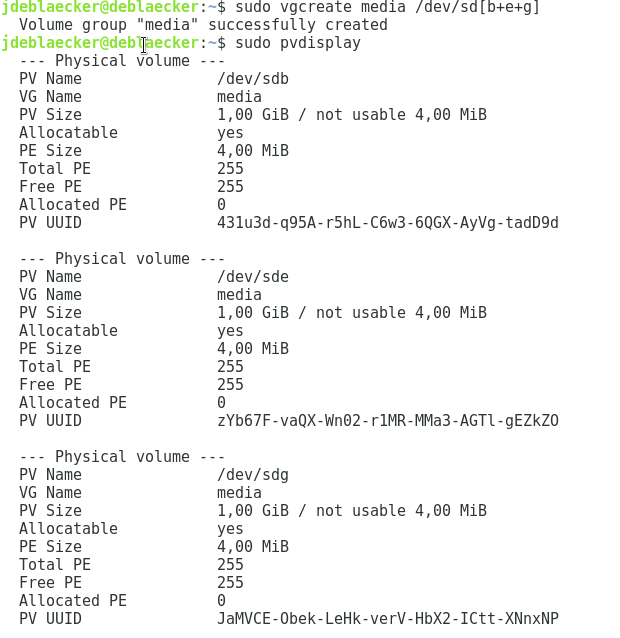 jdeblaecker@deblaecker:~$ sudo vgcreate media /dev/sd[b+e+g]
  Volume group "media" successfully created
jdeblaecker@deblaecker:~$ sudo pvdisplay
  --- Physical volume ---
  PV Name               /dev/sdb
  VG Name               media
  PV Size               1,00 GiB / not usable 4,00 MiB
  Allocatable           yes
  PE Size               4,00 MiB
  Total PE              255
  Free PE               255
  Allocated PE          0
  PV UUID               431u3d-q95A-r5hL-C6w3-6QGX-AyVg-tadD9d

  --- Physical volume ---
  PV Name               /dev/sde
  VG Name               media
  PV Size               1,00 GiB / not usable 4,00 MiB
  Allocatable           yes
  PE Size               4,00 MiB
  Total PE              255
  Free PE               255
  Allocated PE          0
  PV UUID               zYb67F-vaQX-Wn02-r1MR-MMa3-AGTl-gEZkZO

  --- Physical volume ---
  PV Name               /dev/sdg
  VG Name               media
  PV Size               1,00 GiB / not usable 4,00 MiB
  Allocatable           yes
  PE Size               4,00 MiB
  Total PE              255
  Free PE               255
  Allocated PE          0
  PV UUID               JaMVCE-Obek-LeHk-verV-HbX2-ICtt-XNnxNP